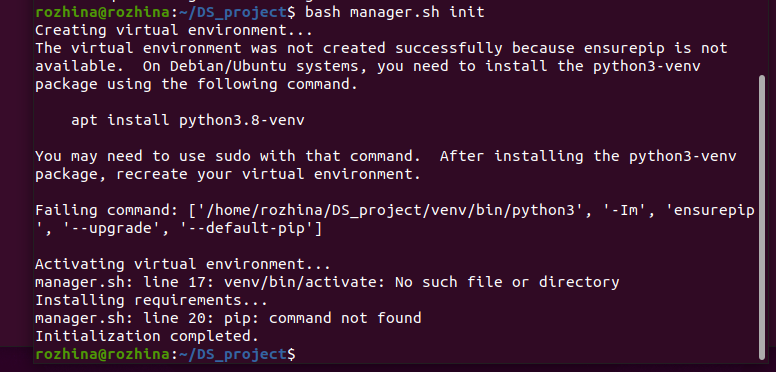 rozhina@rozhina:~/DS_project$ bash manager.sh init
Creating virtual environment...
The virtual environment was not created successfully because ensurepip is not
available.  On Debian/Ubuntu systems, you need to install the python3-venv
package using the following command.

    apt install python3.8-venv

You may need to use sudo with that command.  After installing the python3-venv
package, recreate your virtual environment.

Failing command: ['/home/rozhina/DS_project/venv/bin/python3', '-Im', 'ensurepip
', '--upgrade', '--default-pip']

Activating virtual environment...
manager.sh: line 17: venv/bin/activate: No such file or directory
Installing requirements...
manager.sh: line 20: pip: command not found
Initialization completed.
rozhina@rozhina:~/DS_project$